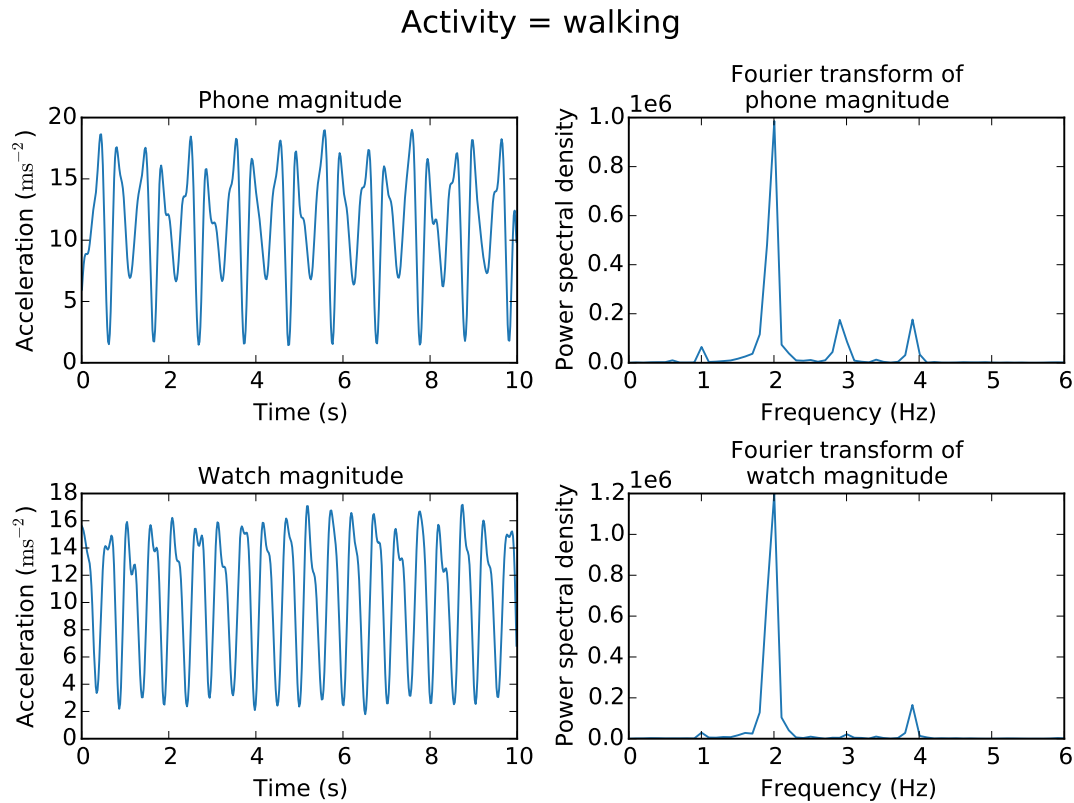 Activity = walking
Phone magnitude
20
15
10
5
0
Acceleration (ms⁻²)
0 2 4 6 8 10
Time (s)
Fourier transform of
phone magnitude
1e6
1.0
0.8
0.6
0.4
0.2
0.0
Power spectral density
0 1 2 3 4 5 6
Frequency (Hz)
Watch magnitude
18
16
14
12
10
8
6
4
2
0
Acceleration (ms⁻²)
0 2 4 6 8 10
Time (s)
Fourier transform of
watch magnitude
1e6
1.2
1.0
0.8
0.6
0.4
0.2
0.0
Power spectral density
0 1 2 3 4 5 6
Frequency (Hz)